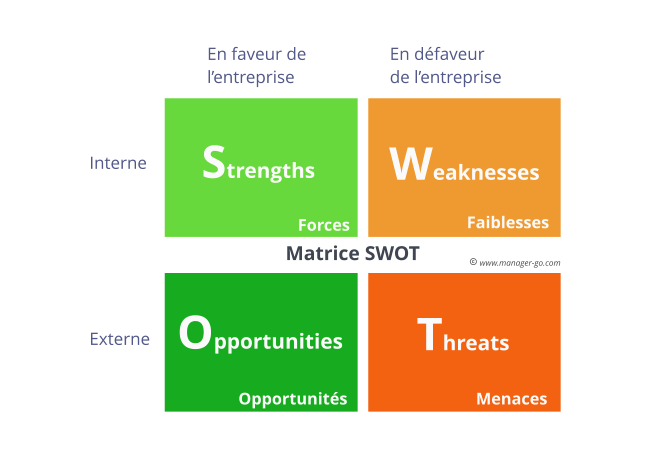 En faveur de
l’entreprise
En défaveur
de l’entreprise
Interne
Strengths
Forces
Weaknesses
Faiblesses
Matrice SWOT
© www.manager-go.com
Externe
Opportunities
Opportunités
Threats
Menaces